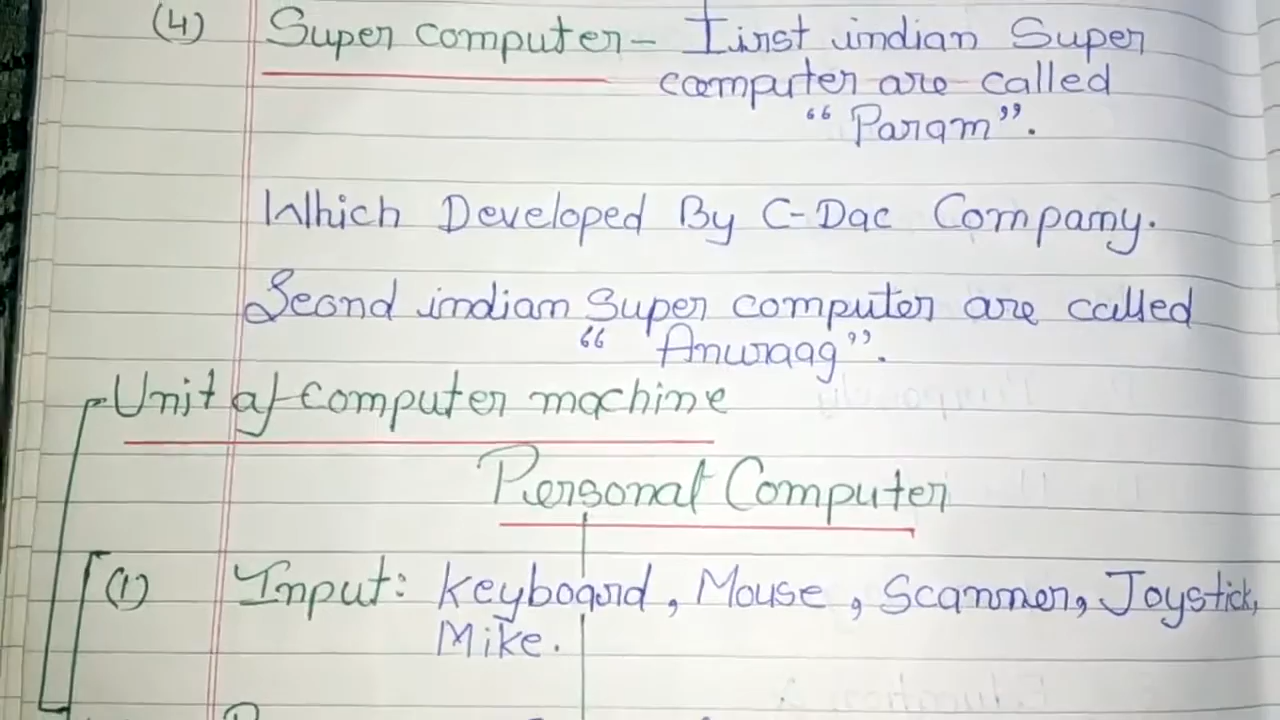 (4) Super computer- First indian Super
computer are called
"Param".
Which Developed By C-Dac Company.
Seond indian Super computer are called
"Anuraag".
Unit of computer machine
Personal Computer
(1) Input: Keyboard, Mouse, Scanner, Joystick,
Mike.